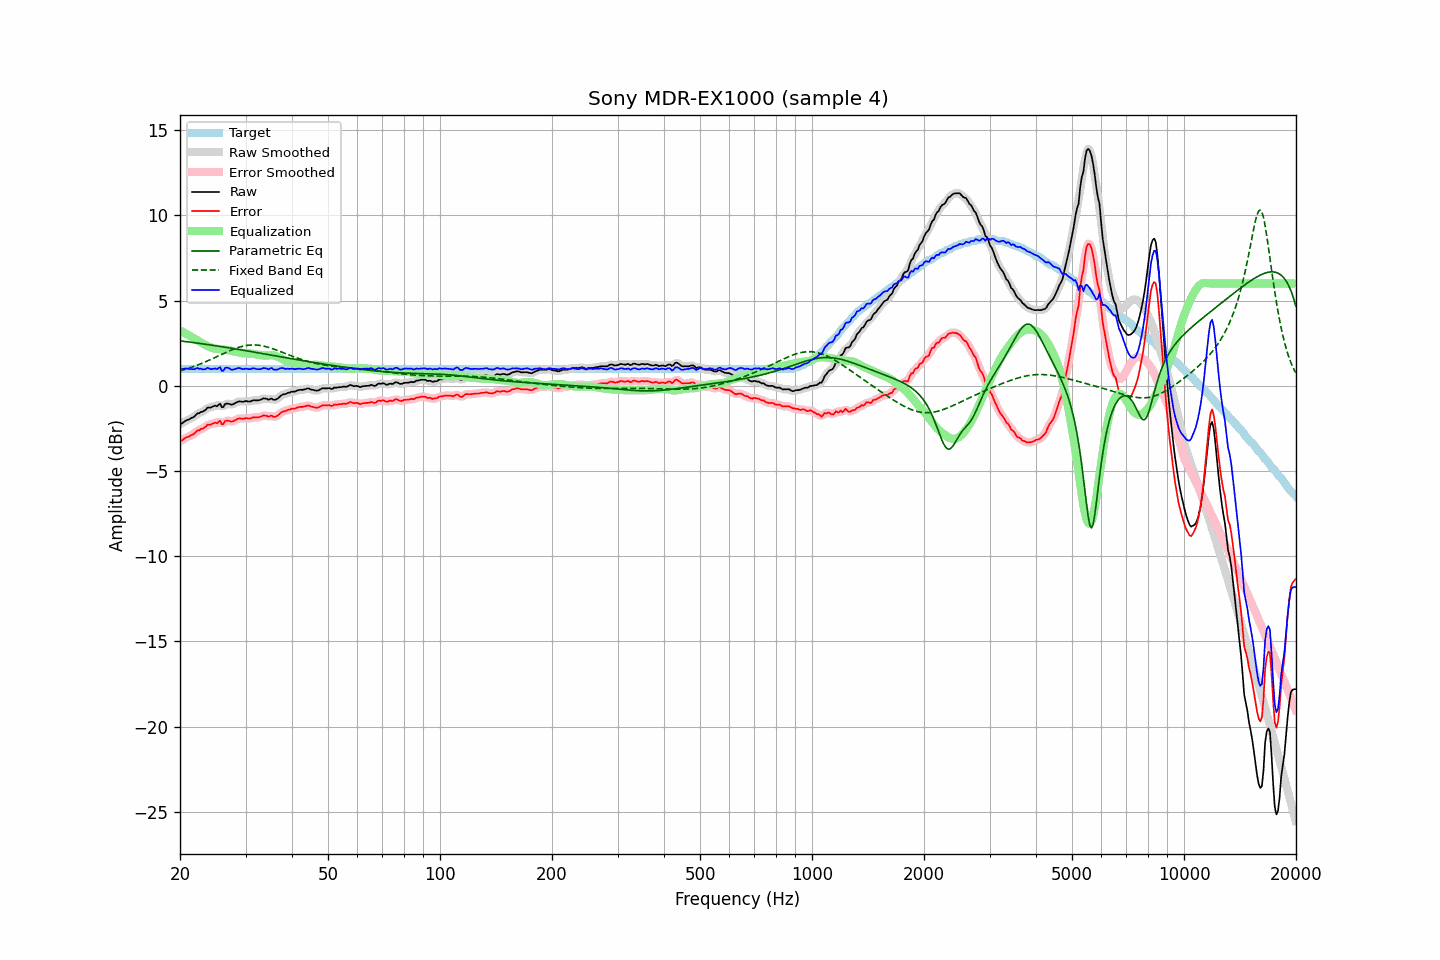 Sony MDR-EX1000 (sample 4)
Target
Raw Smoothed
Error Smoothed
Raw
Error
Equalization
Parametric Eq
Fixed Band Eq
Equalized
15
10
5
0
−5
−10
−15
−20
−25
Amplitude (dBr)
20 50 100 200 500 1000 2000 5000 10000 20000
Frequency (Hz)